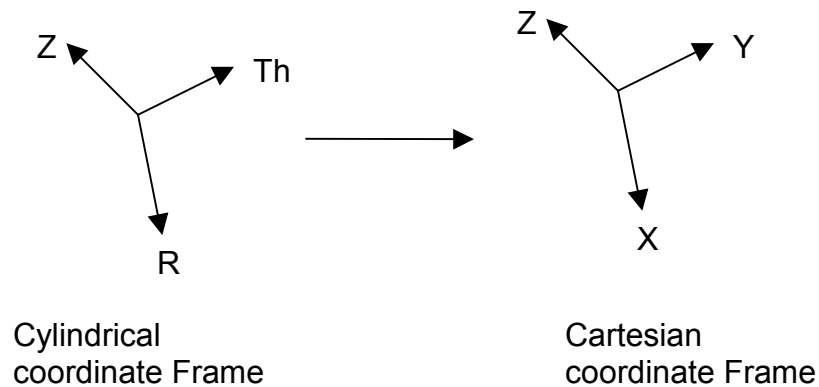 Z
Th
R
Z
Y
X
Cylindrical
coordinate Frame
Cartesian
coordinate Frame